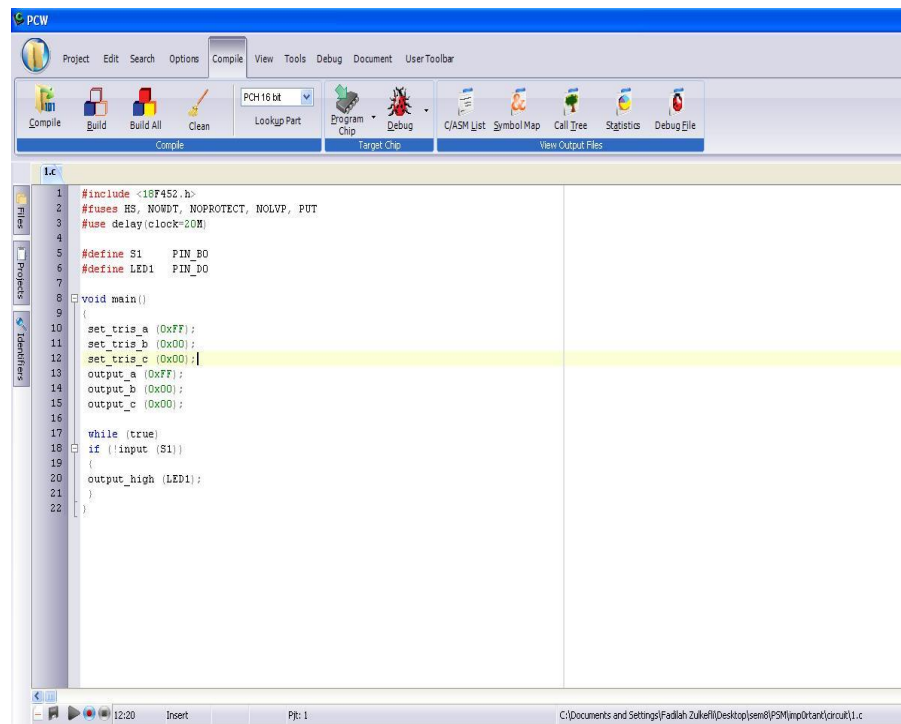 PCW
Project Edit Search Options Compile View Tools Debug Document User Toolbar
Compile Build Build All Clean PCH 16 bit Lookup Part Program Chip Debug C/ASM List Symbol Map Call Tree Statistics Debug File
Compile Target Chip View Output Files
1.c
Files
Projects
Identifiers
1 #include <18F452.h>
2 #fuses HS, NOWDT, NOPROTECT, NOLVP, PUT
3 #use delay(clock=20M)
4
5 #define S1 PIN_B0
6 #define LED1 PIN_D0
7
8 void main()
9 {
10 set_tris_a (0xFF);
11 set_tris_b (0x00);
12 set_tris_c (0x00);
13 output_a (0xFF);
14 output_b (0x00);
15 output_c (0x00);
16
17 while (true)
18 if (!input (S1))
19 {
20 output_high (LED1);
21 }
22 }
12:20 Insert Pjt: 1 C:\Documents and Settings\Fadilah Zulkefli\Desktop\sem8\PSM\imp0rtant\circuit\1.c